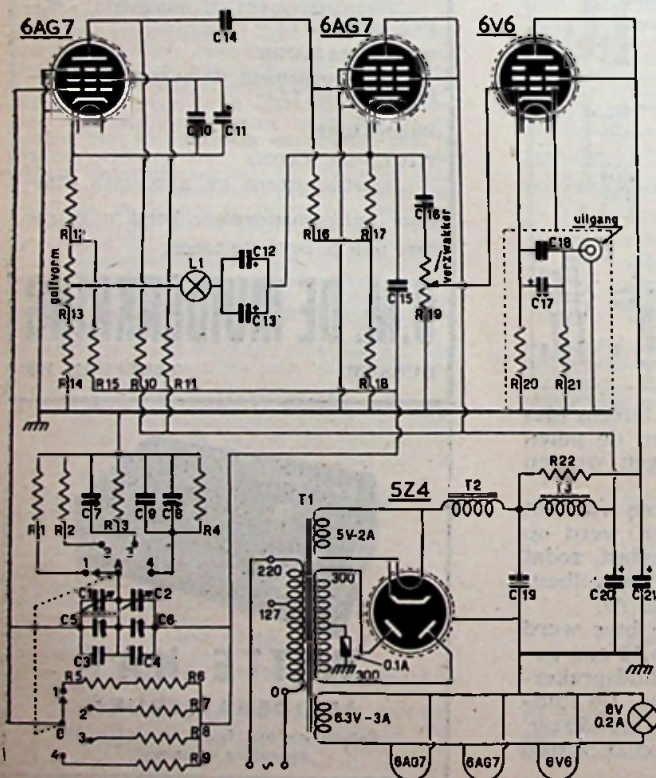 6AG7
6AG7
6V6
C14
C10
C11
R12
golfvorm
R13
R14
L1
C12
C13
R15
R10
R11
R16
R17
R18
C15
C16
verzwakker
R19
uitgang
C18
C17
R20
R21
R1
R2
C7
R3
C9
C8
R4
1
2
3
4
A
C1
C2
C5
C6
C3
C4
R5
R6
1
2
R7
3
R8
4
R9
T1
220
127
0
5V-2A
5Z4
300
0.1A
300
6.3V-3A
T2
R22
T3
C19
C20
C21
6V
0.2A
6AG7
6AG7
6V6